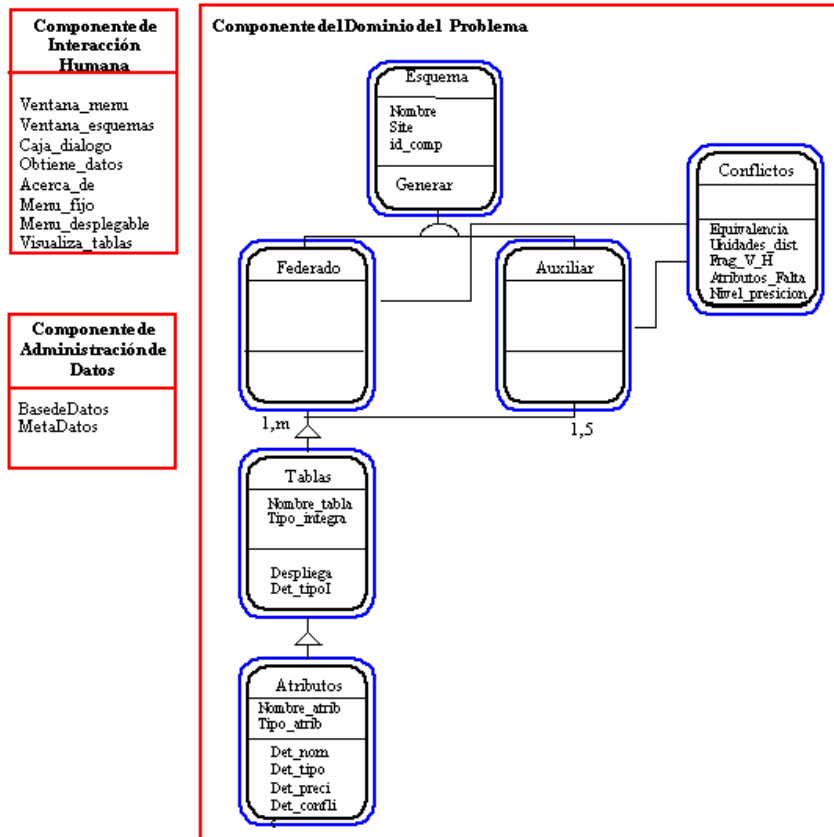 Componente de
Interacción
Humana
Ventana_menu
Ventana_esquemas
Caja_dialogo
Obtiene_datos
Acerca_de
Menu_fijo
Menu_desplegable
Visualiza_tablas
Componente de
Administración de
Datos
BasedeDatos
MetaDatos
Componente del Dominio del Problema
Esquema
Nombre
Site
id_comp
Generar
Conflictos
Equivalencia
Unidades_dist.
Frag_V_H
Atributos_Falta
Nivel_presicion
Federado
Auxiliar
1,m
1,5
Tablas
Nombre_tabla
Tipo_integra
Despliega
Det_tipoI
Atributos
Nombre_atrib
Tipo_atrib
Det_nom
Det_tipo
Det_preci
Det_confli